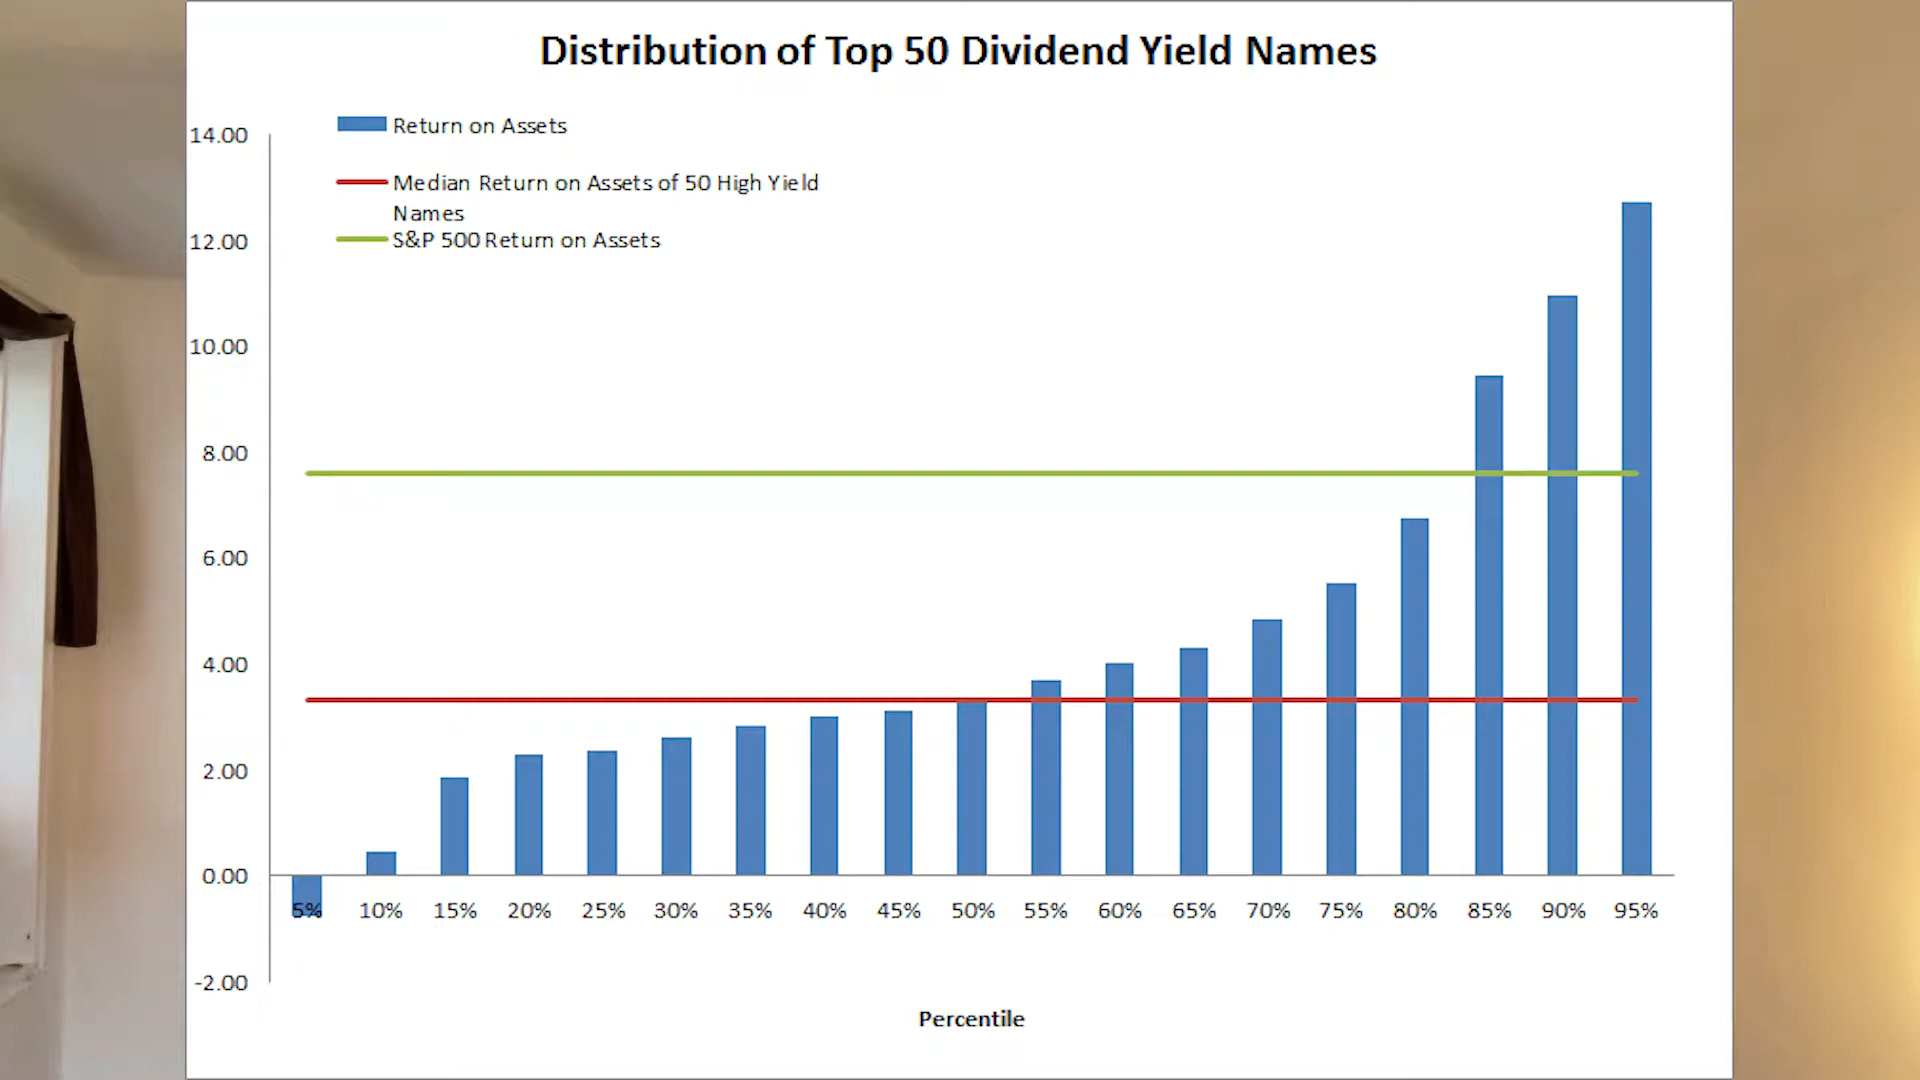 Distribution of Top 50 Dividend Yield Names
Return on Assets
Median Return on Assets of 50 High Yield
Names
S&P 500 Return on Assets
14.00
12.00
10.00
8.00
6.00
4.00
2.00
0.00
-2.00
5% 10% 15% 20% 25% 30% 35% 40% 45% 50% 55% 60% 65% 70% 75% 80% 85% 90% 95%
Percentile